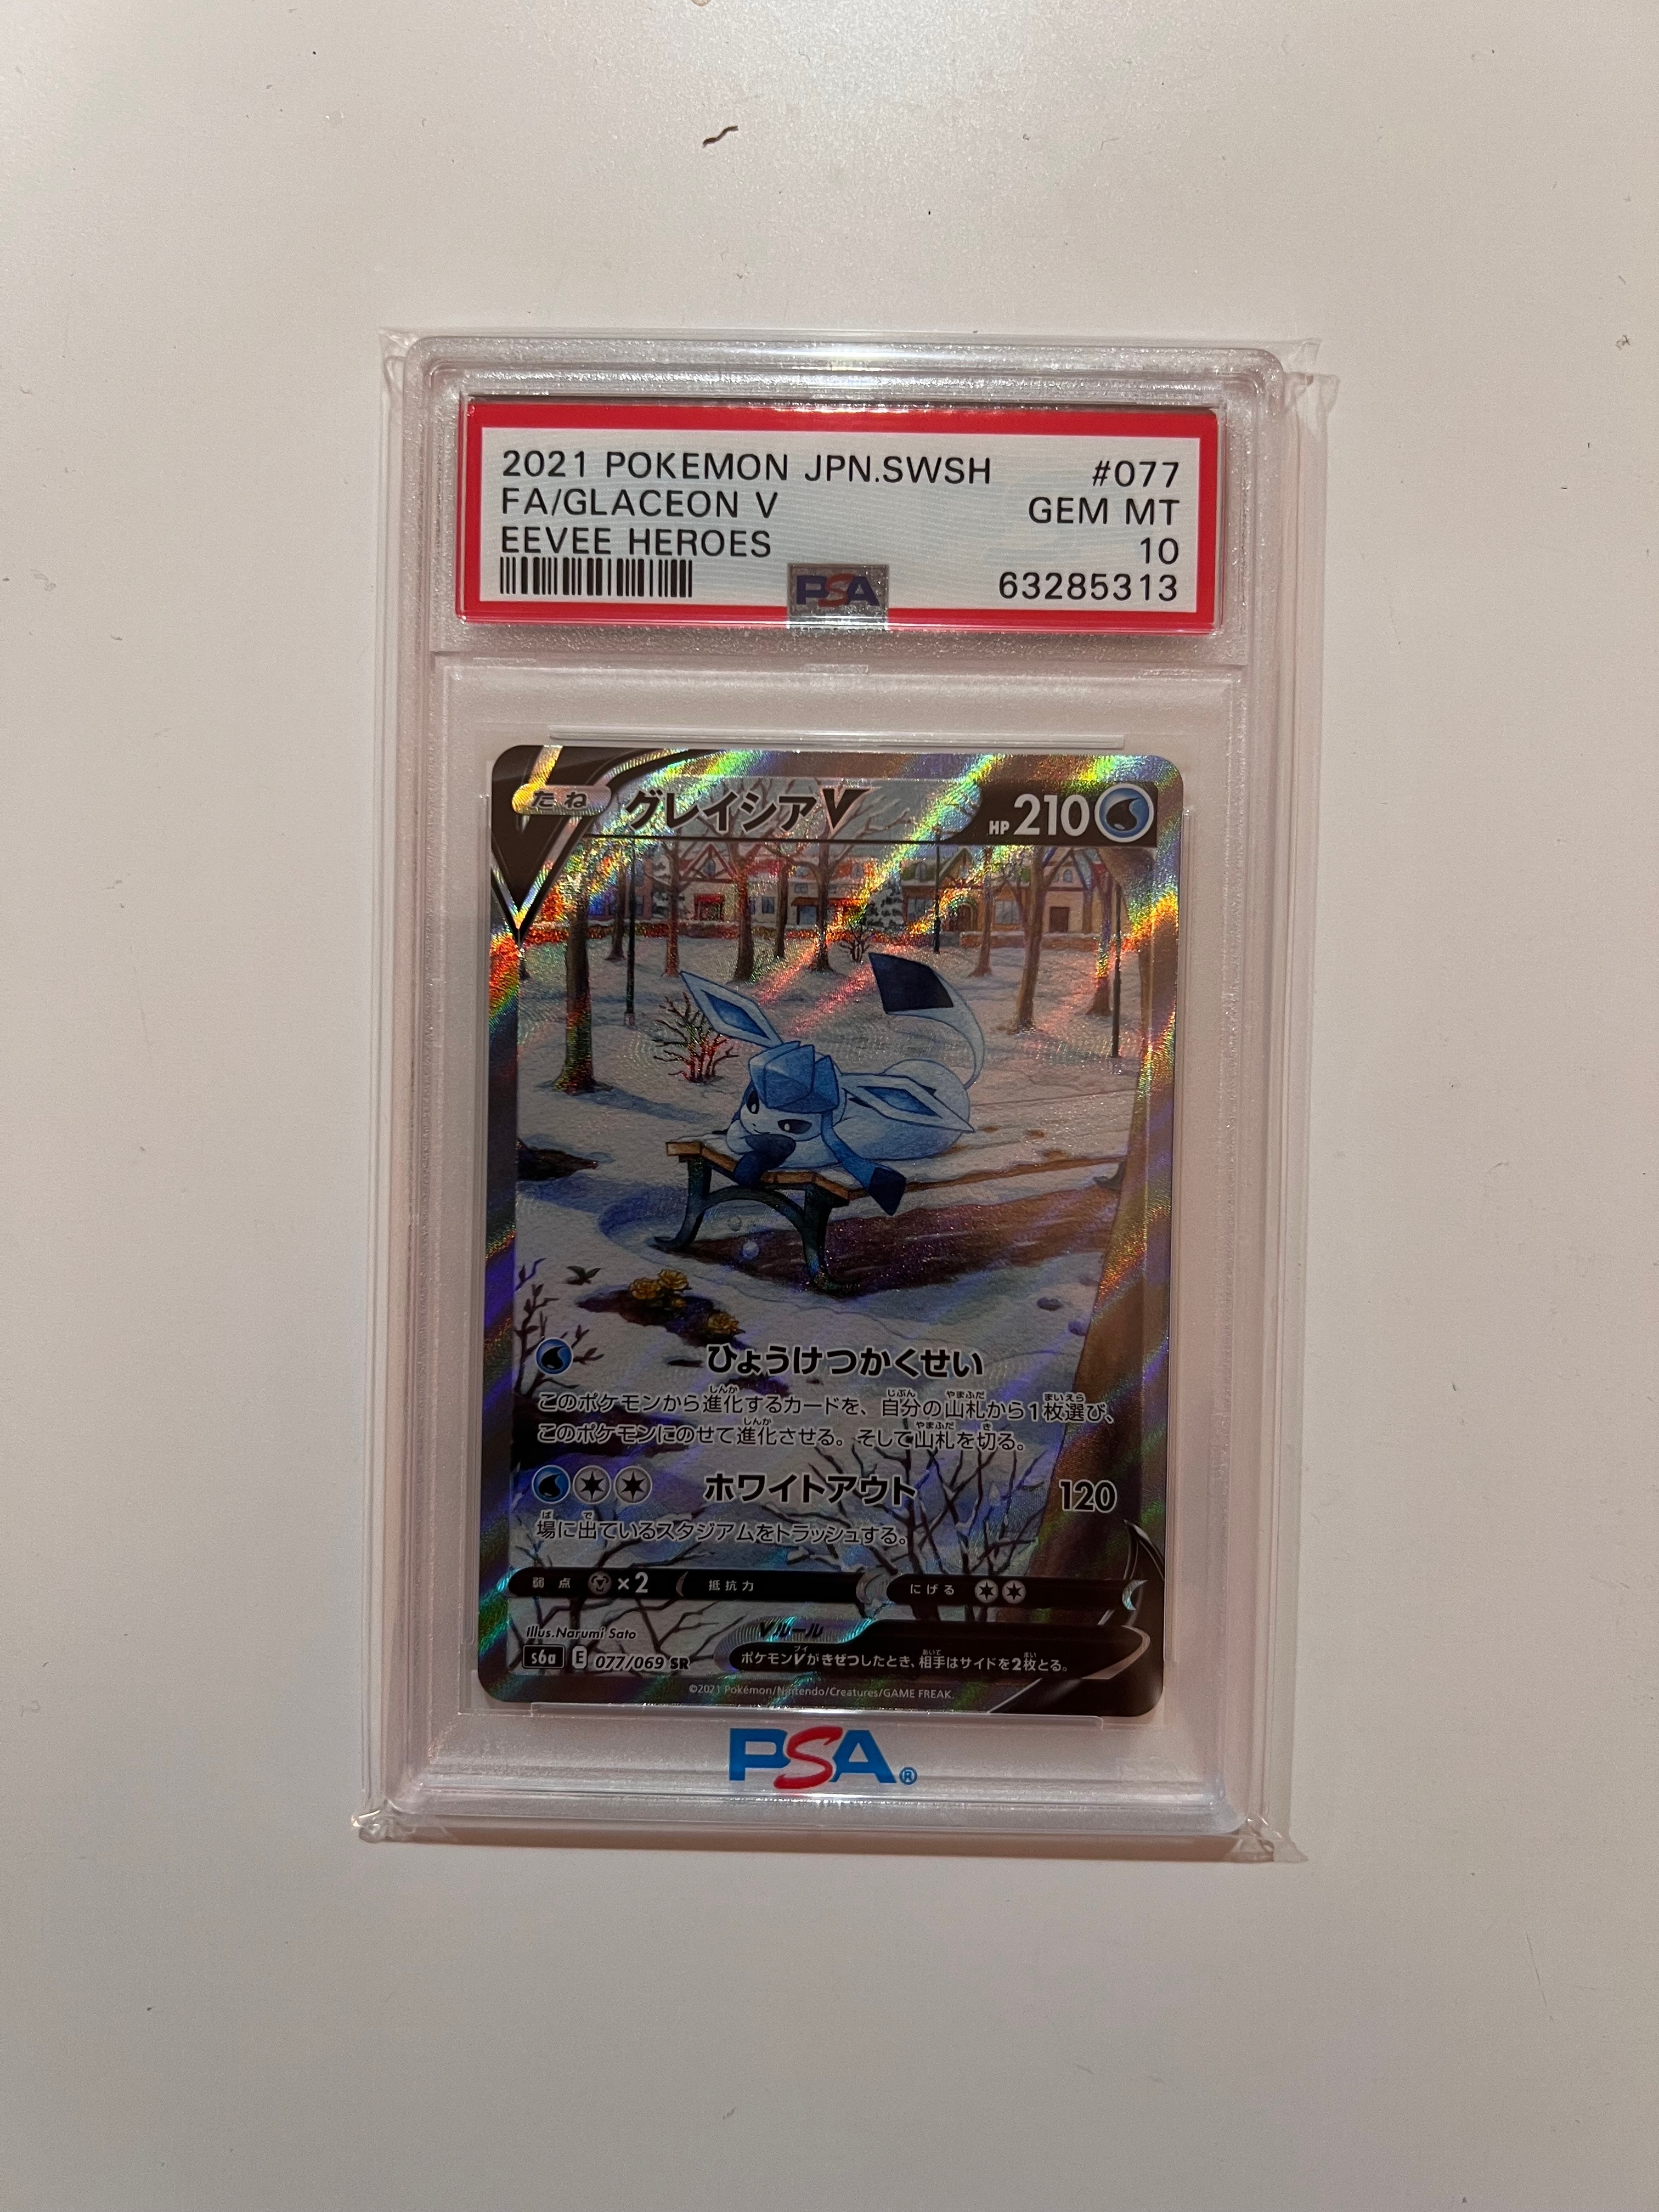 2021 POKEMON JPN.SWSH #077
FA/GLACEON V GEM MT
EEVEE HEROES 10
63285313
PSA
たね グレイシアV HP 210
ひょうけつかくせい
このポケモンから進化するカードを、自分の山札から1枚選び、
このポケモンにのせて進化させる。そして山札を切る。
ホワイトアウト 120
場に出ているスタジアムをトラッシュする。
弱点 ×2 抵抗力 にげる
Illus. Narumi Sato Vルール
s6a E 077/069 SR ポケモンVがきぜつしたとき、相手はサイドを2枚とる。
©2021 Pokémon/Nintendo/Creatures/GAME FREAK.
PSA®